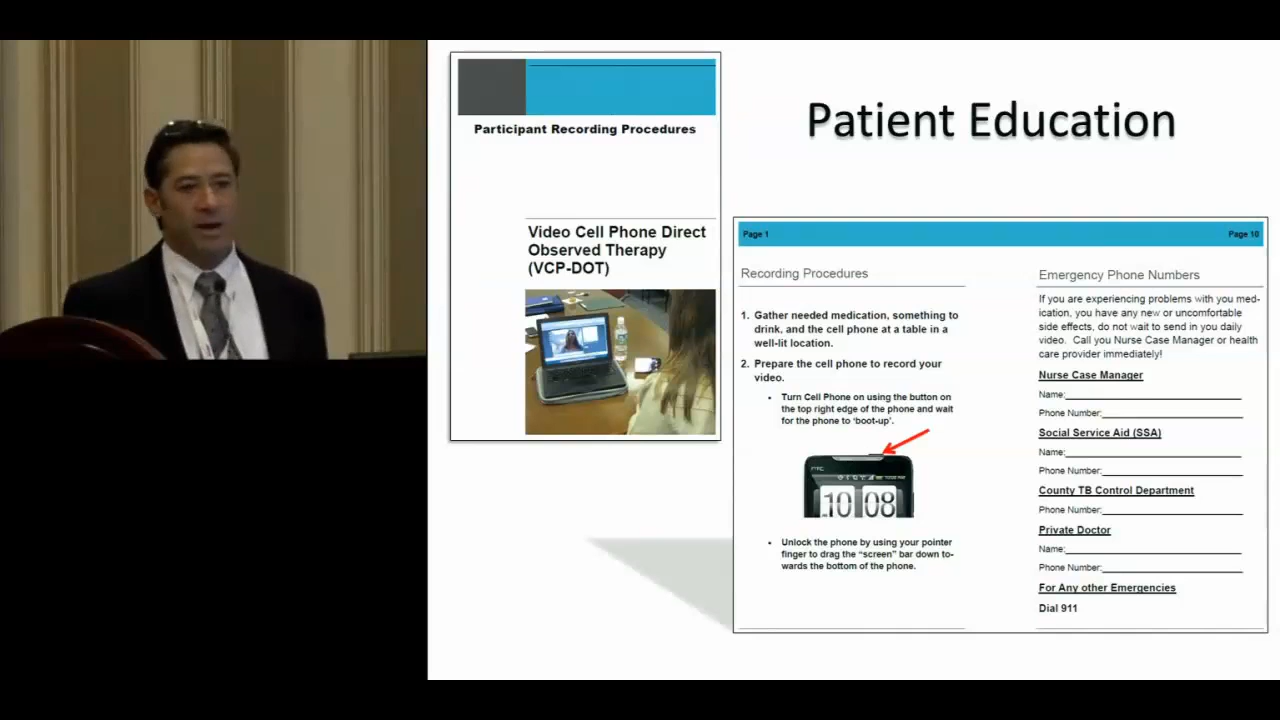 Patient Education
Participant Recording Procedures
Video Cell Phone Direct
Observed Therapy
(VCP-DOT)
Page 1
Recording Procedures
1. Gather needed medication, something to
drink, and the cell phone at a table in a
well-lit location.
2. Prepare the cell phone to record your
video.
• Turn Cell Phone on using the button on
the top right edge of the phone and wait
for the phone to ‘boot-up’.
HTC
10 08
• Unlock the phone by using your pointer
finger to drag the “screen” bar down to-
wards the bottom of the phone.
Page 10
Emergency Phone Numbers
If you are experiencing problems with you med-
ication, you have any new or uncomfortable
side effects, do not wait to send in you daily
video.  Call you Nurse Case Manager or health
care provider immediately!
Nurse Case Manager
Name:
Phone Number:
Social Service Aid (SSA)
Name:
Phone Number:
County TB Control Department
Phone Number:
Private Doctor
Name:
Phone Number:
For Any other Emergencies
Dial 911